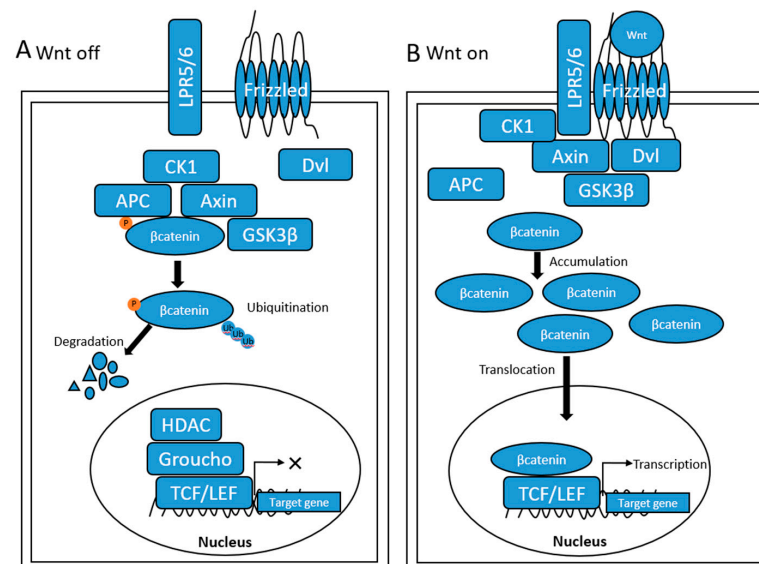 A Wnt off
LPR5/6
Frizzled
Dvl
CK1
APC
Axin
P
βcatenin
GSK3β
P
βcatenin
Ubiquitination
Ub
Ub
Ub
Degradation
HDAC
Groucho
TCF/LEF
Target gene
Nucleus
B Wnt on
LPR5/6
Wnt
Frizzled
CK1
Axin
Dvl
APC
GSK3β
βcatenin
Accumulation
βcatenin
βcatenin
βcatenin
βcatenin
Translocation
βcatenin
Transcription
TCF/LEF
Target gene
Nucleus